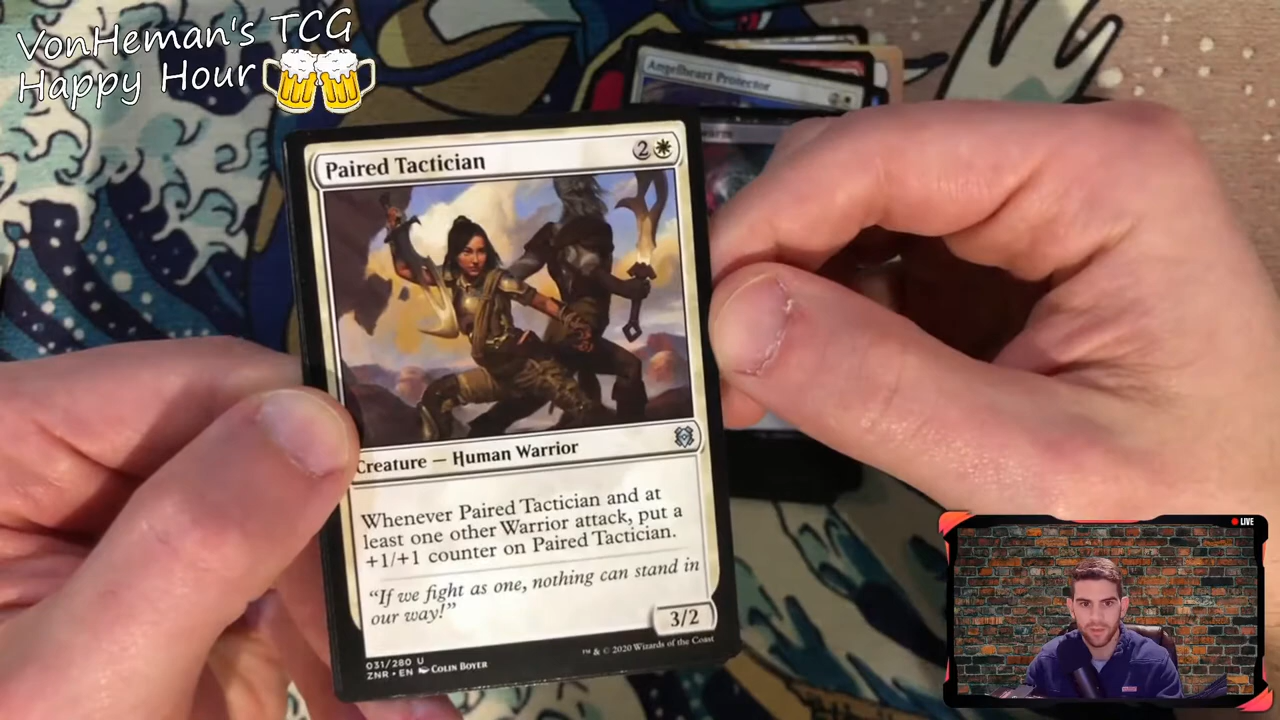 VonHeman's TCG
Happy Hour
Angelheart Protector
2
Paired Tactician
2
Creature — Human Warrior
Whenever Paired Tactician and at
least one other Warrior attack, put a
+1/+1 counter on Paired Tactician.
“If we fight as one, nothing can stand in
our way!”
3/2
031/280 U
ZNR • EN Colin Boyer
™ & © 2020 Wizards of the Coast
LIVE